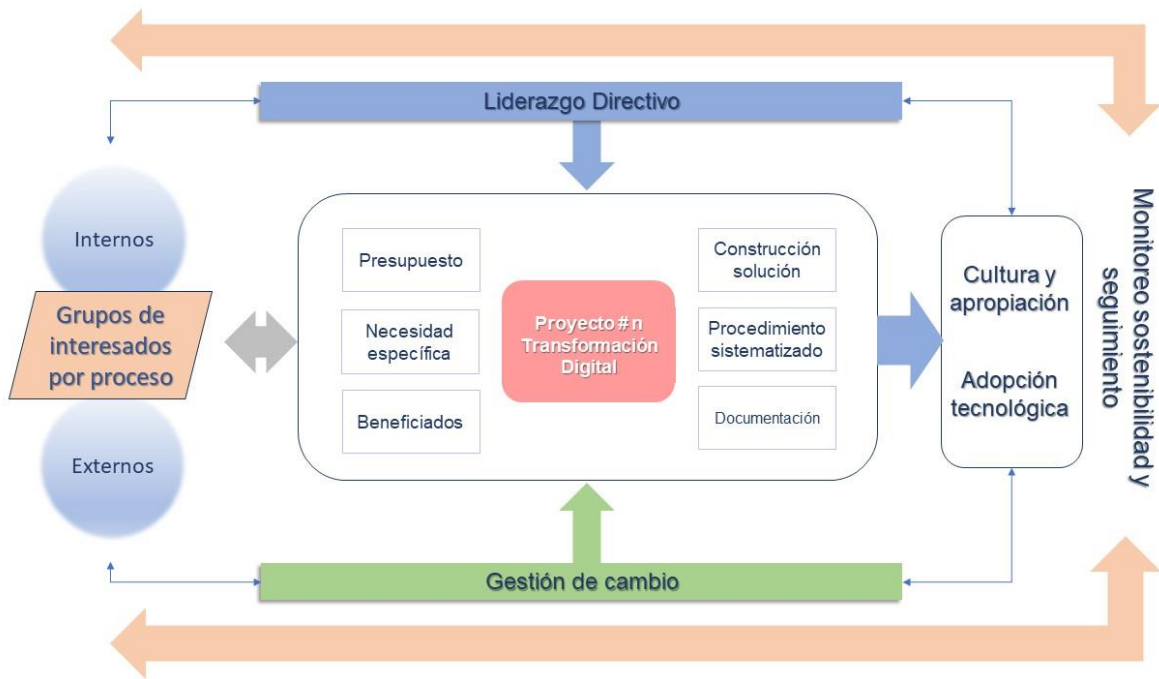 Liderazgo Directivo
Internos
Grupos de
interesados
por proceso
Externos
Presupuesto
Necesidad
específica
Beneficiados
Proyecto # n
Transformación
Digital
Construcción
solución
Procedimiento
sistematizado
Documentación
Cultura y
apropiación
Adopción
tecnológica
Monitoreo sostenibilidad y
seguimiento
Gestión de cambio